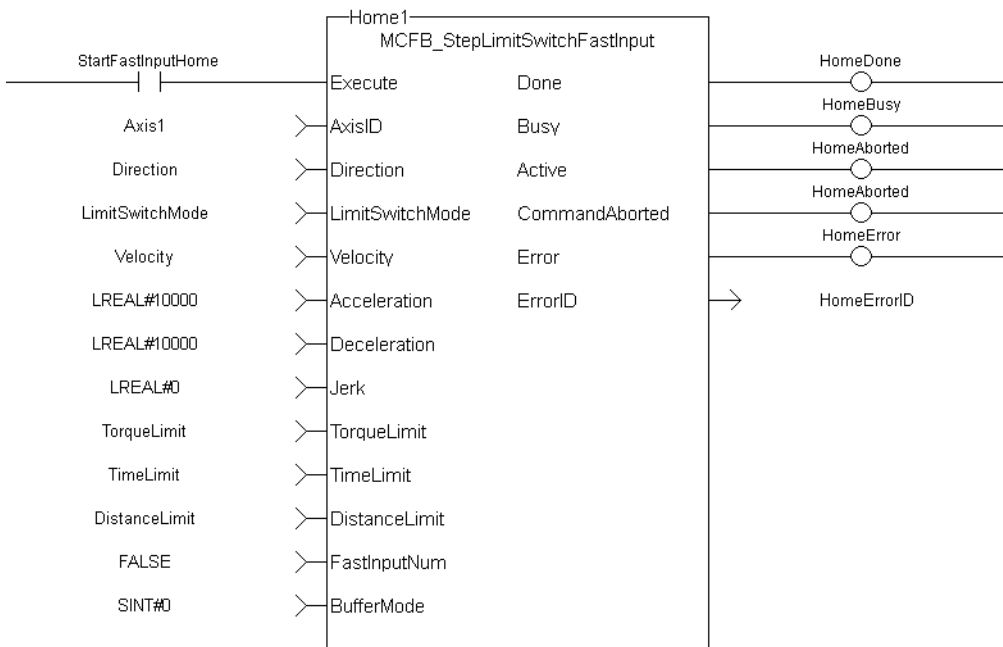 Home1
MCFB_StepLimitSwitchFastInput
StartFastInputHome Execute Done HomeDone
Axis1 AxisID Busy HomeBusy
Direction Direction Active HomeAborted
LimitSwitchMode LimitSwitchMode CommandAborted HomeAborted
Velocity Velocity Error HomeError
LREAL#10000 Acceleration ErrorID HomeErrorID
LREAL#10000 Deceleration
LREAL#0 Jerk
TorqueLimit TorqueLimit
TimeLimit TimeLimit
DistanceLimit DistanceLimit
FALSE FastInputNum
SINT#0 BufferMode